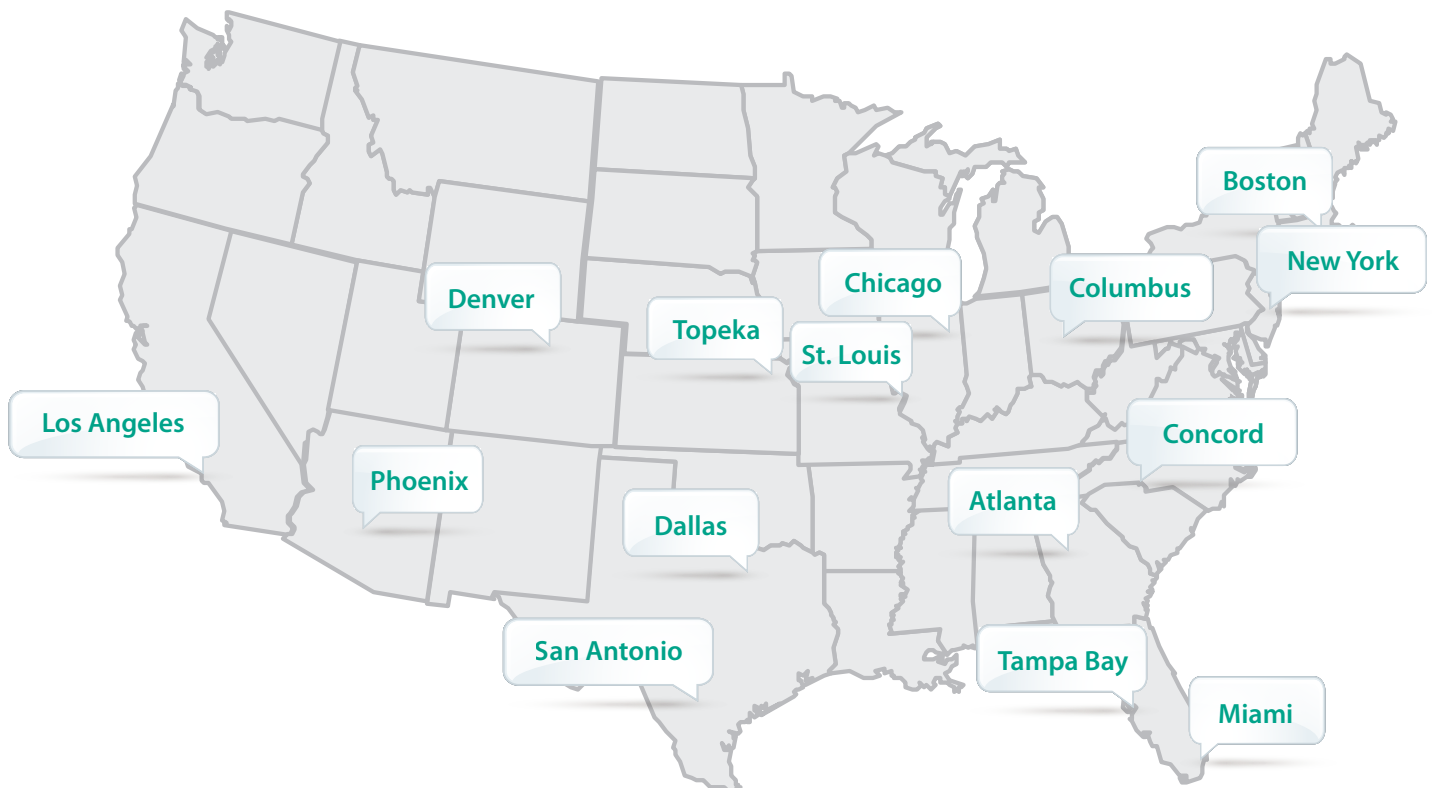 Boston
New York
Chicago
Columbus
Denver
Topeka
St. Louis
Los Angeles
Concord
Phoenix
Atlanta
Dallas
San Antonio
Tampa Bay
Miami